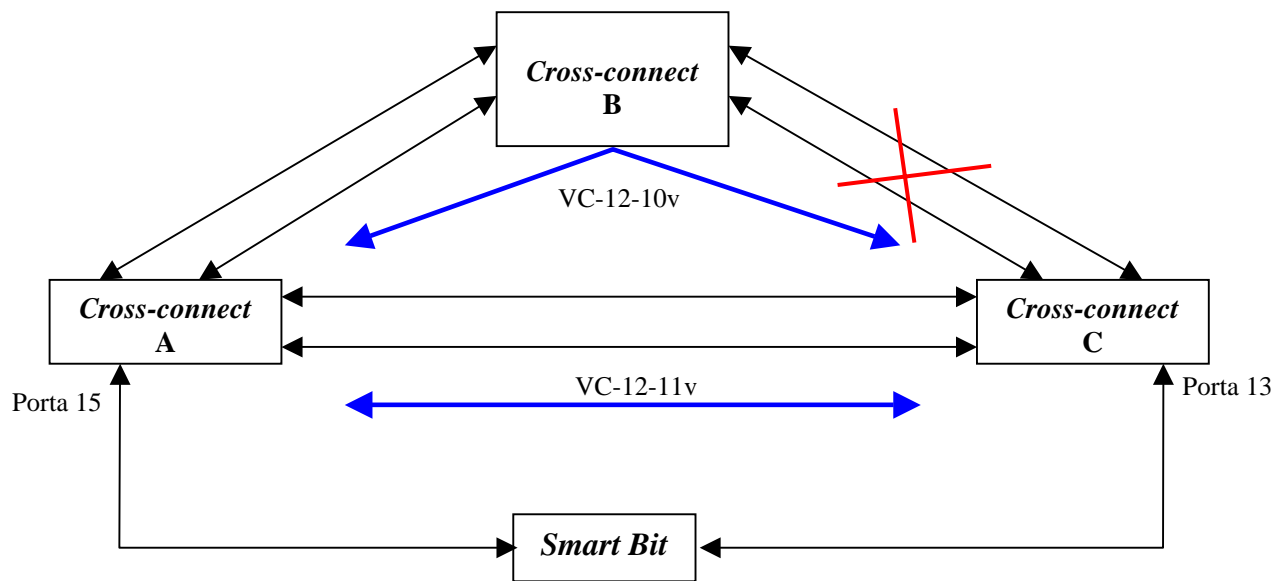 Cross-connect
B
VC-12-10v
Cross-connect
A
Cross-connect
C
Porta 15
VC-12-11v
Porta 13
Smart Bit